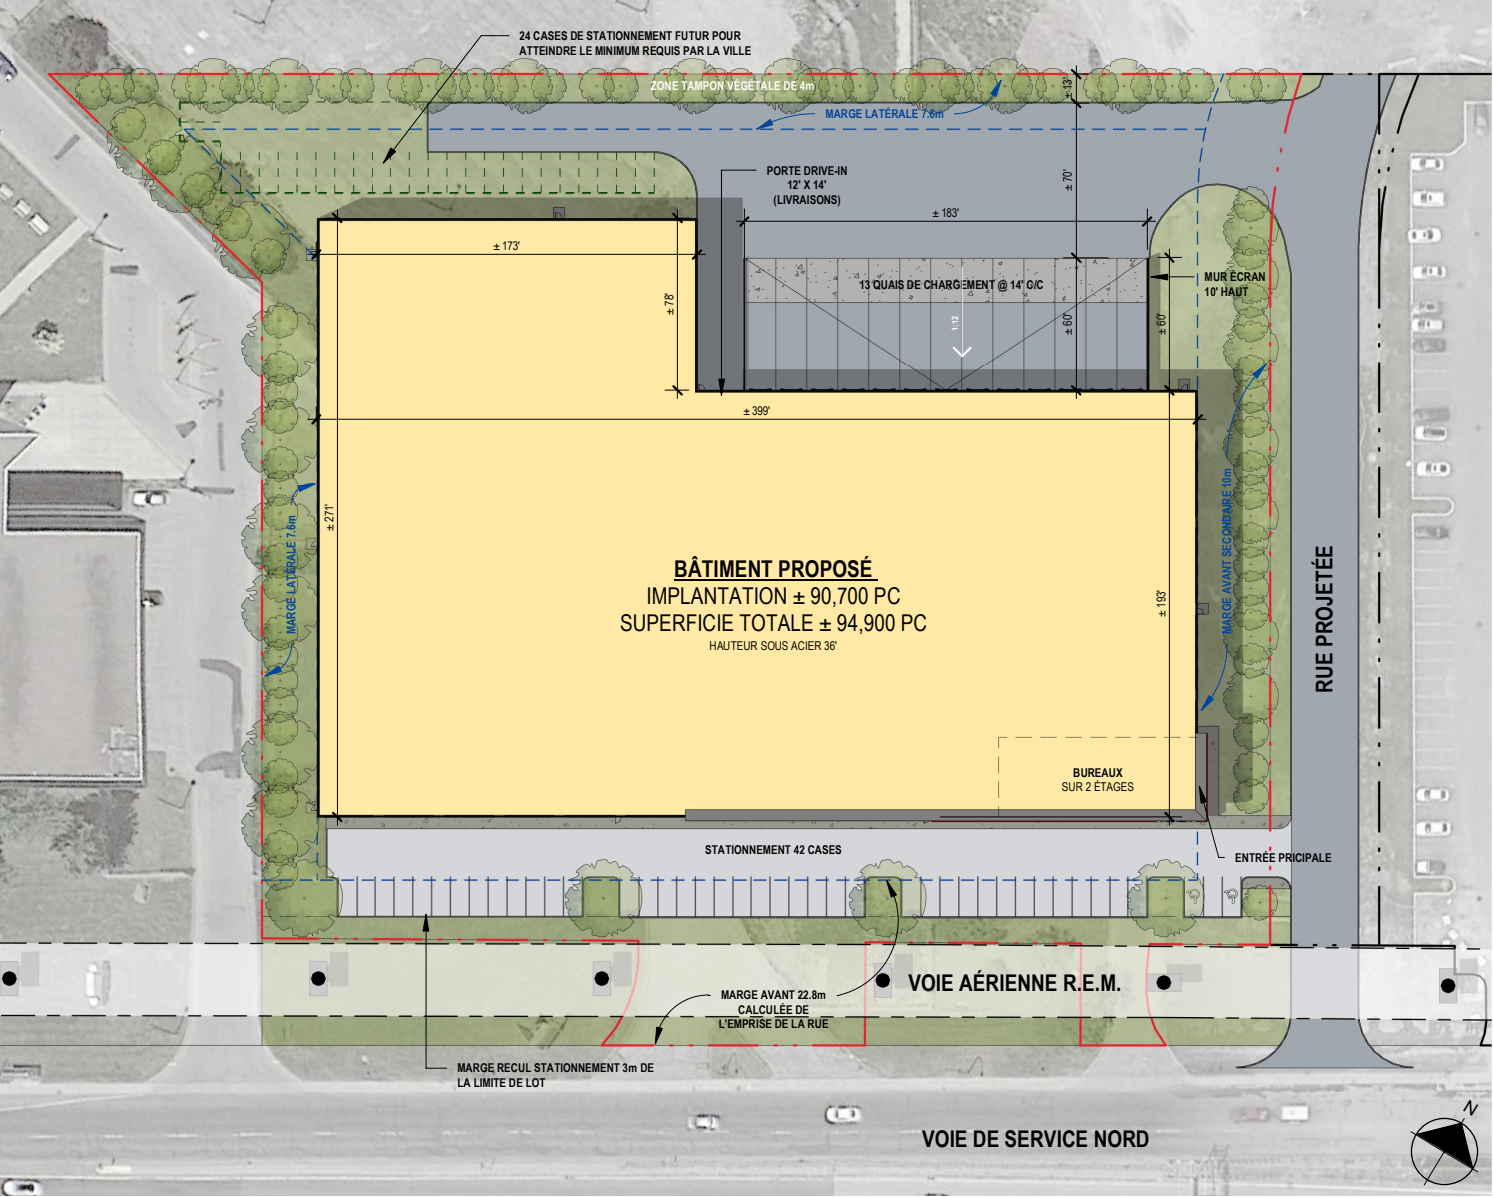 24 CASES DE STATIONNEMENT FUTUR POUR
ATTEINDRE LE MINIMUM REQUIS PAR LA VILLE
ZONE TAMPON VÉGÉTALE DE 4m
± 13'
MARGE LATÉRALE 7.6m
PORTE DRIVE-IN
12' X 14'
(LIVRAISONS)
± 70'
± 183'
± 173'
MUR ÉCRAN
10' HAUT
13 QUAIS DE CHARGEMENT @ 14' C/C
± 78'
1:12
± 60'
± 60'
± 399'
± 271'
MARGE LATÉRALE 7.6m
MARGE AVANT SECONDAIRE 10m
BÂTIMENT PROPOSÉ
IMPLANTATION ± 90,700 PC
SUPERFICIE TOTALE ± 94,900 PC
HAUTEUR SOUS ACIER 36'
± 193'
RUE PROJETÉE
BUREAUX
SUR 2 ÉTAGES
STATIONNEMENT 42 CASES
ENTRÉE PRICIPALE
VOIE AÉRIENNE R.E.M.
MARGE AVANT 22.8m
CALCULÉE DE
L'EMPRISE DE LA RUE
MARGE RECUL STATIONNEMENT 3m DE
LA LIMITE DE LOT
VOIE DE SERVICE NORD
N